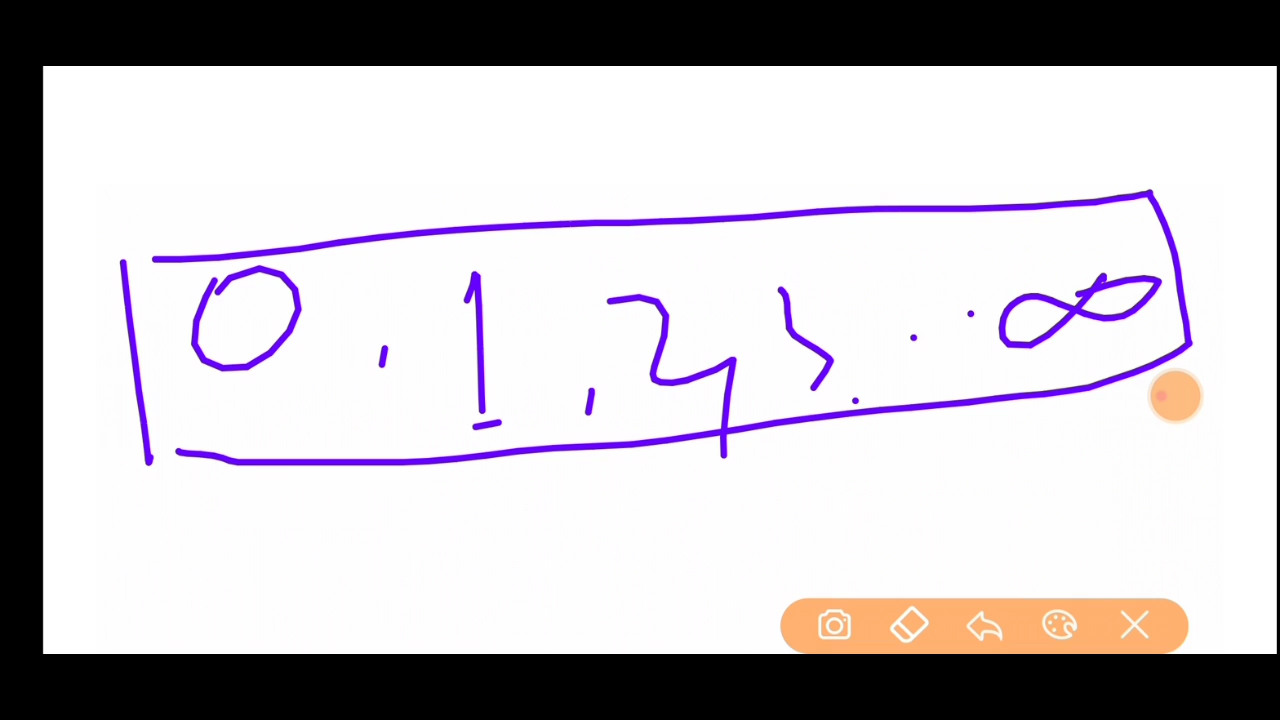 0, 1, 2, 3 . . . ∞